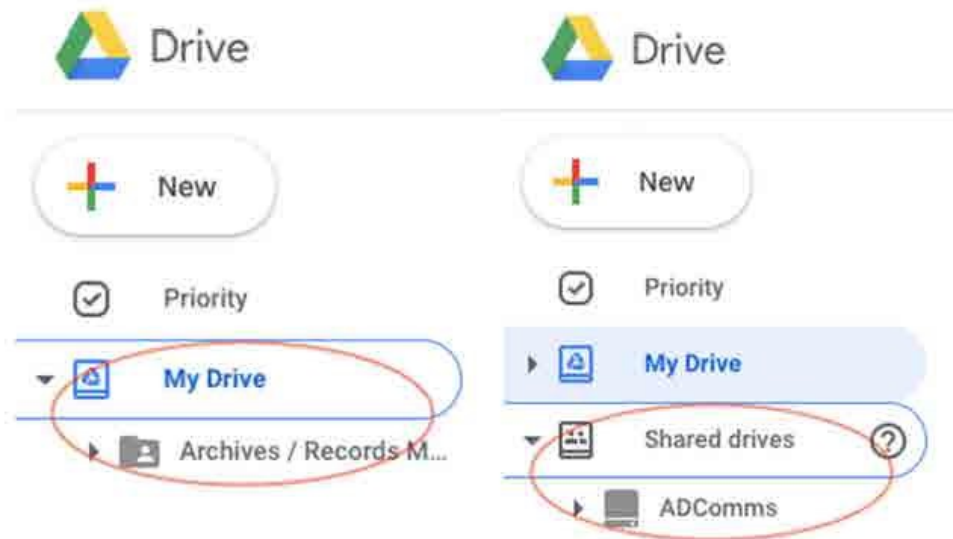 Drive
New
Priority
My Drive
Archives / Records M...
Drive
New
Priority
My Drive
Shared drives
ADComms